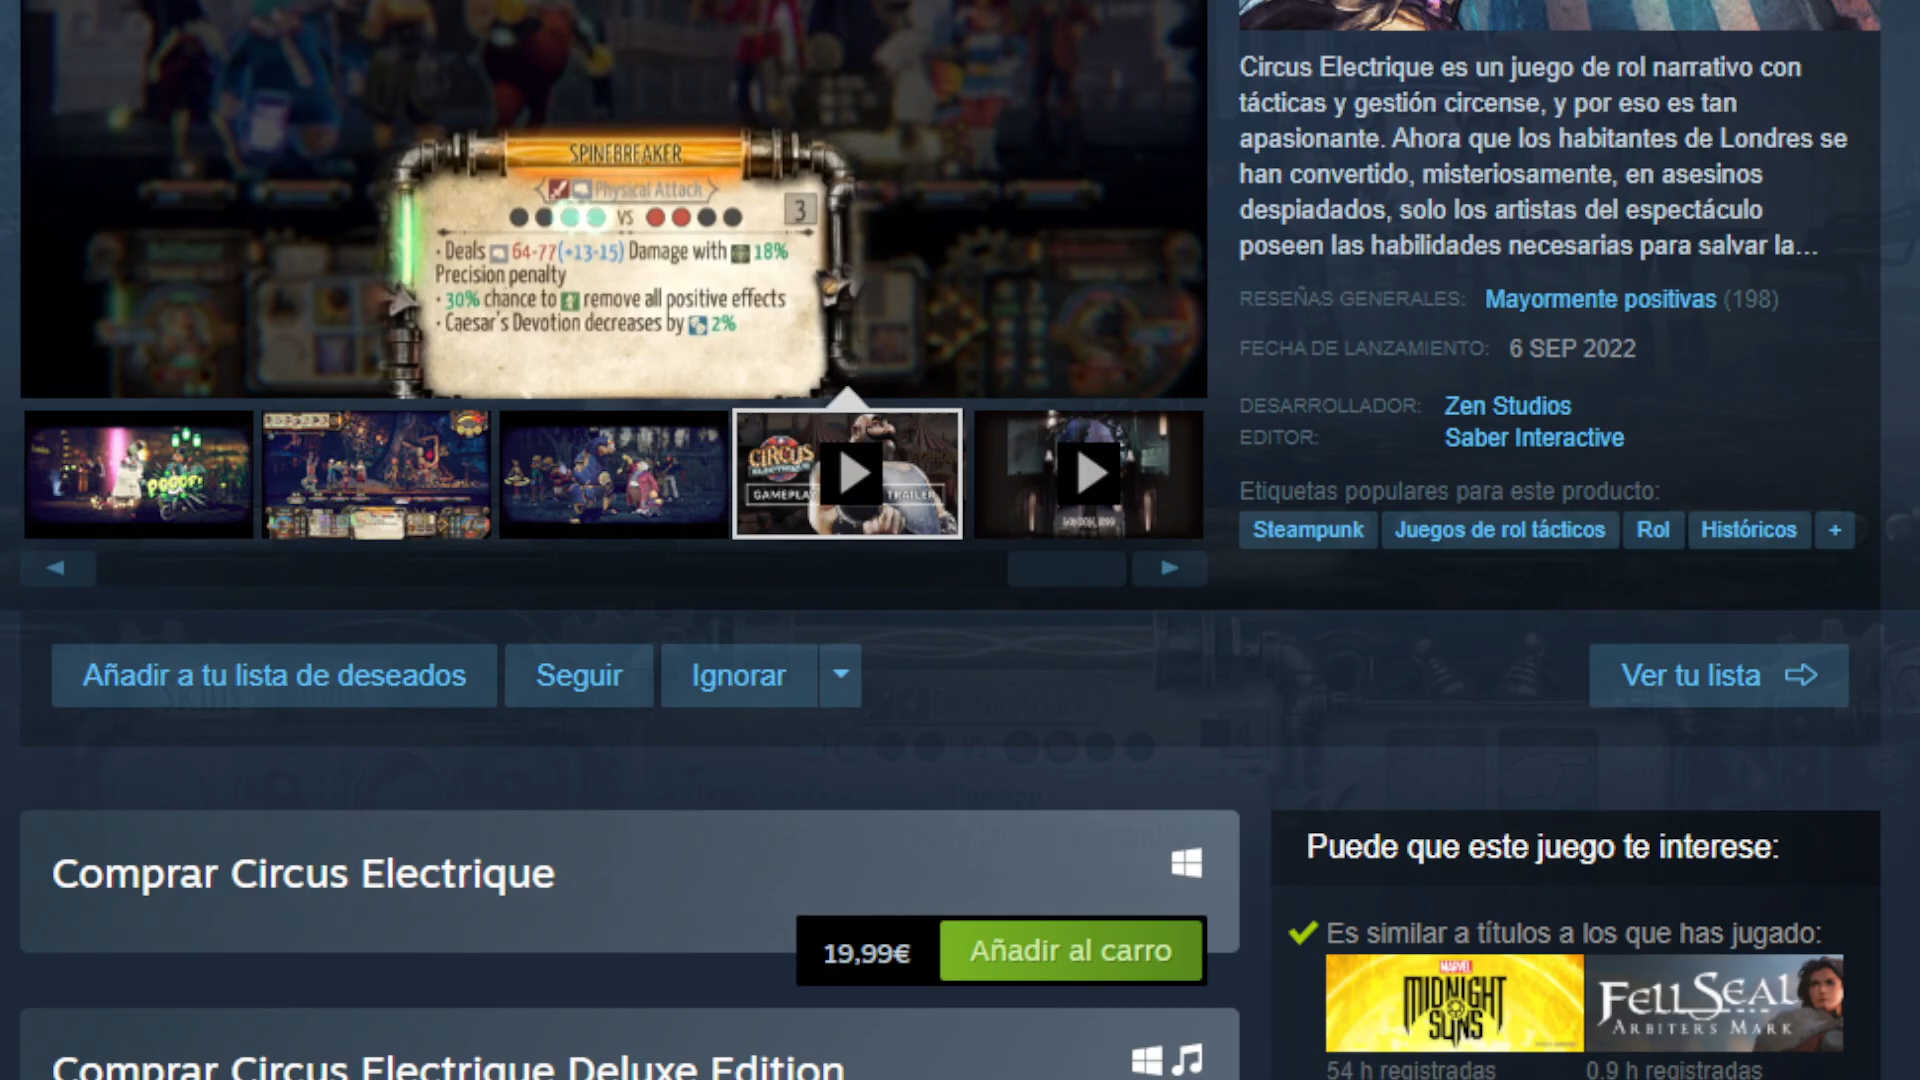 SPINEBREAKER
Physical Attack
VS
3
· Deals 64-77(+13-15) Damage with 18%
Precision penalty
· 30% chance to remove all positive effects
· Caesar's Devotion decreases by 2%
Circus Electrique es un juego de rol narrativo con
tácticas y gestión circense, y por eso es tan
apasionante. Ahora que los habitantes de Londres se
han convertido, misteriosamente, en asesinos
despiadados, solo los artistas del espectáculo
poseen las habilidades necesarias para salvar la...
RESEÑAS GENERALES: Mayormente positivas (198)
FECHA DE LANZAMIENTO: 6 SEP 2022
DESARROLLADOR: Zen Studios
EDITOR: Saber Interactive
Etiquetas populares para este producto:
Steampunk Juegos de rol tácticos Rol Históricos +
CIRCUS
ELECTRIQUE
GAMEPLAY TRAILER
Añadir a tu lista de deseados Seguir Ignorar Ver tu lista
Comprar Circus Electrique
19,99€ Añadir al carro
Comprar Circus Electrique Deluxe Edition
Puede que este juego te interese:
Es similar a títulos a los que has jugado:
MARVEL
MIDNIGHT
SUNS
FELL SEAL
ARBITER'S MARK
54 h registradas 0.9 h registradas